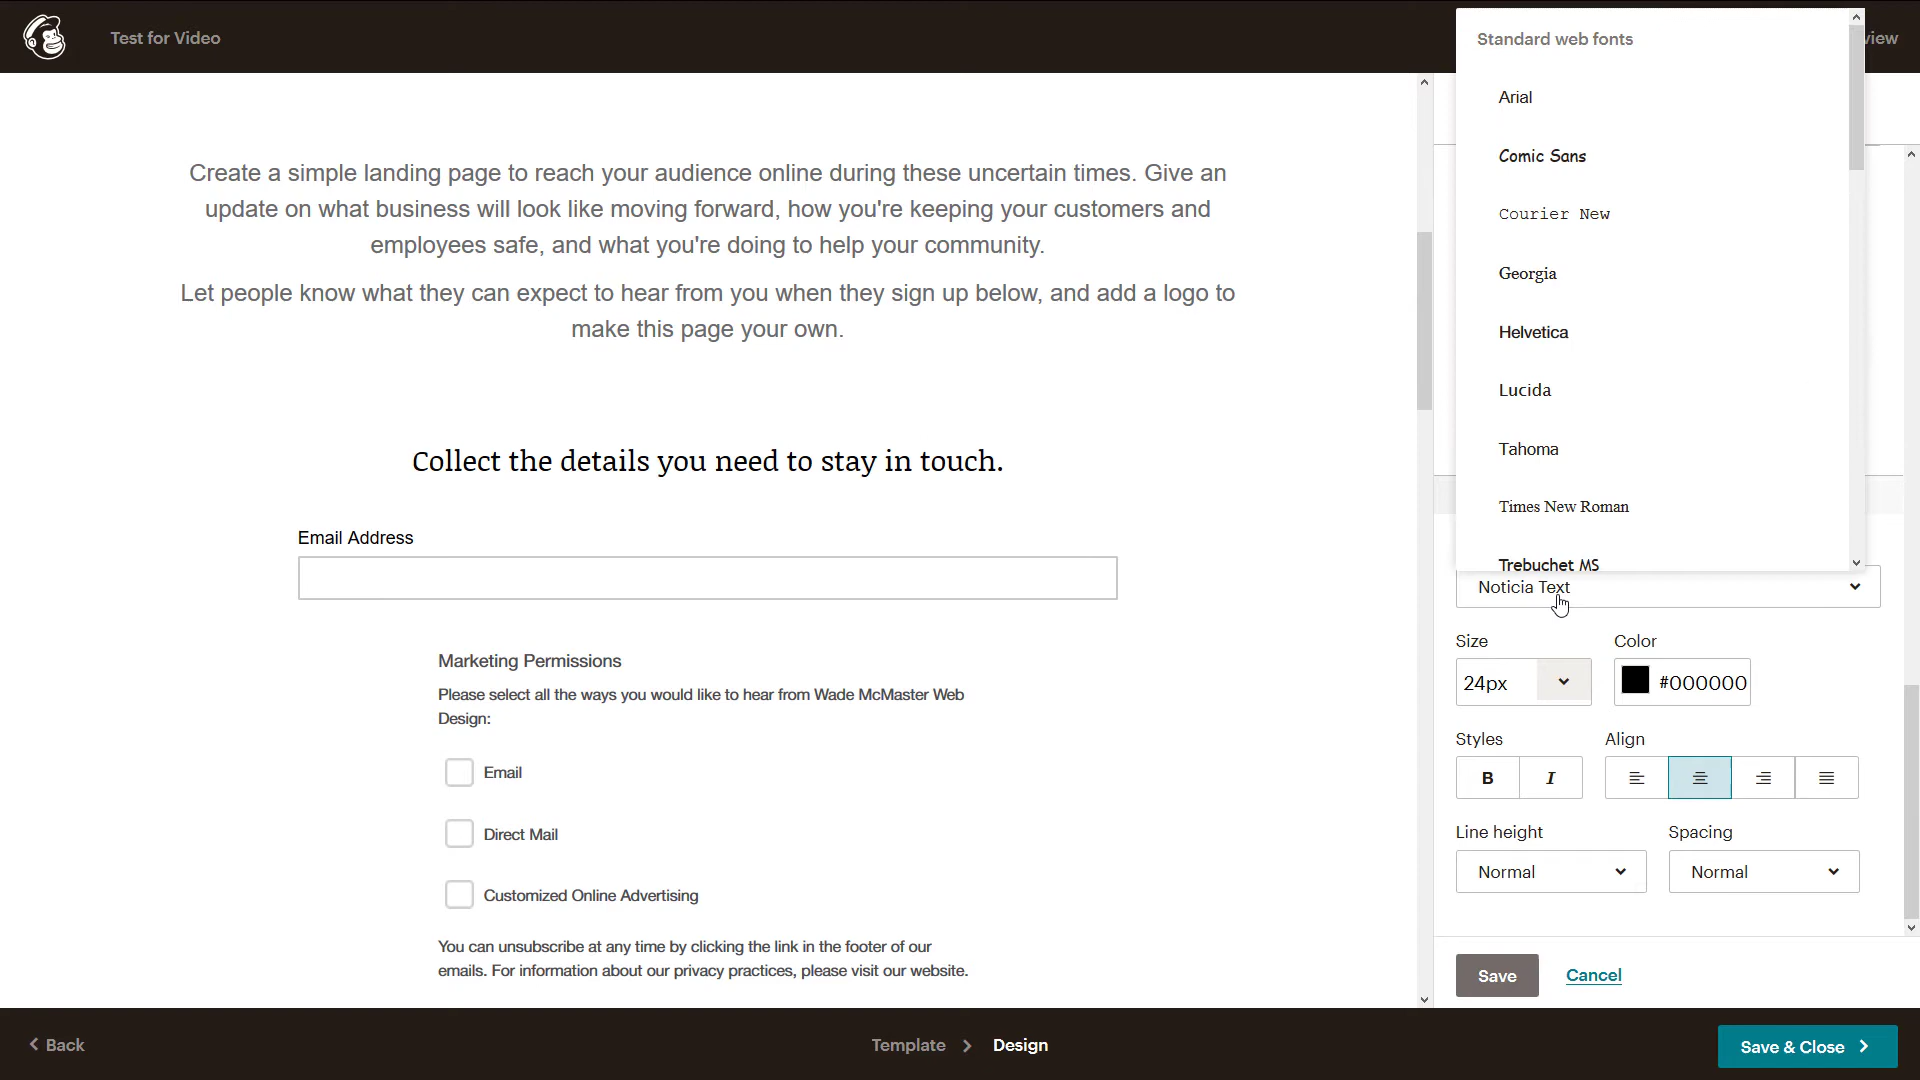 Test for Video
view
Create a simple landing page to reach your audience online during these uncertain times. Give an
update on what business will look like moving forward, how you're keeping your customers and
employees safe, and what you're doing to help your community.
Let people know what they can expect to hear from you when they sign up below, and add a logo to
make this page your own.
Collect the details you need to stay in touch.
Email Address
Marketing Permissions
Please select all the ways you would like to hear from Wade McMaster Web
Design:
Email
Direct Mail
Customized Online Advertising
You can unsubscribe at any time by clicking the link in the footer of our
emails. For information about our privacy practices, please visit our website.
Standard web fonts
Arial
Comic Sans
Courier New
Georgia
Helvetica
Lucida
Tahoma
Times New Roman
Trebuchet MS
Noticia Text
Size
Color
24px
#000000
Styles
Align
B
I
Line height
Spacing
Normal
Normal
Save
Cancel
Back
Template
Design
Save & Close